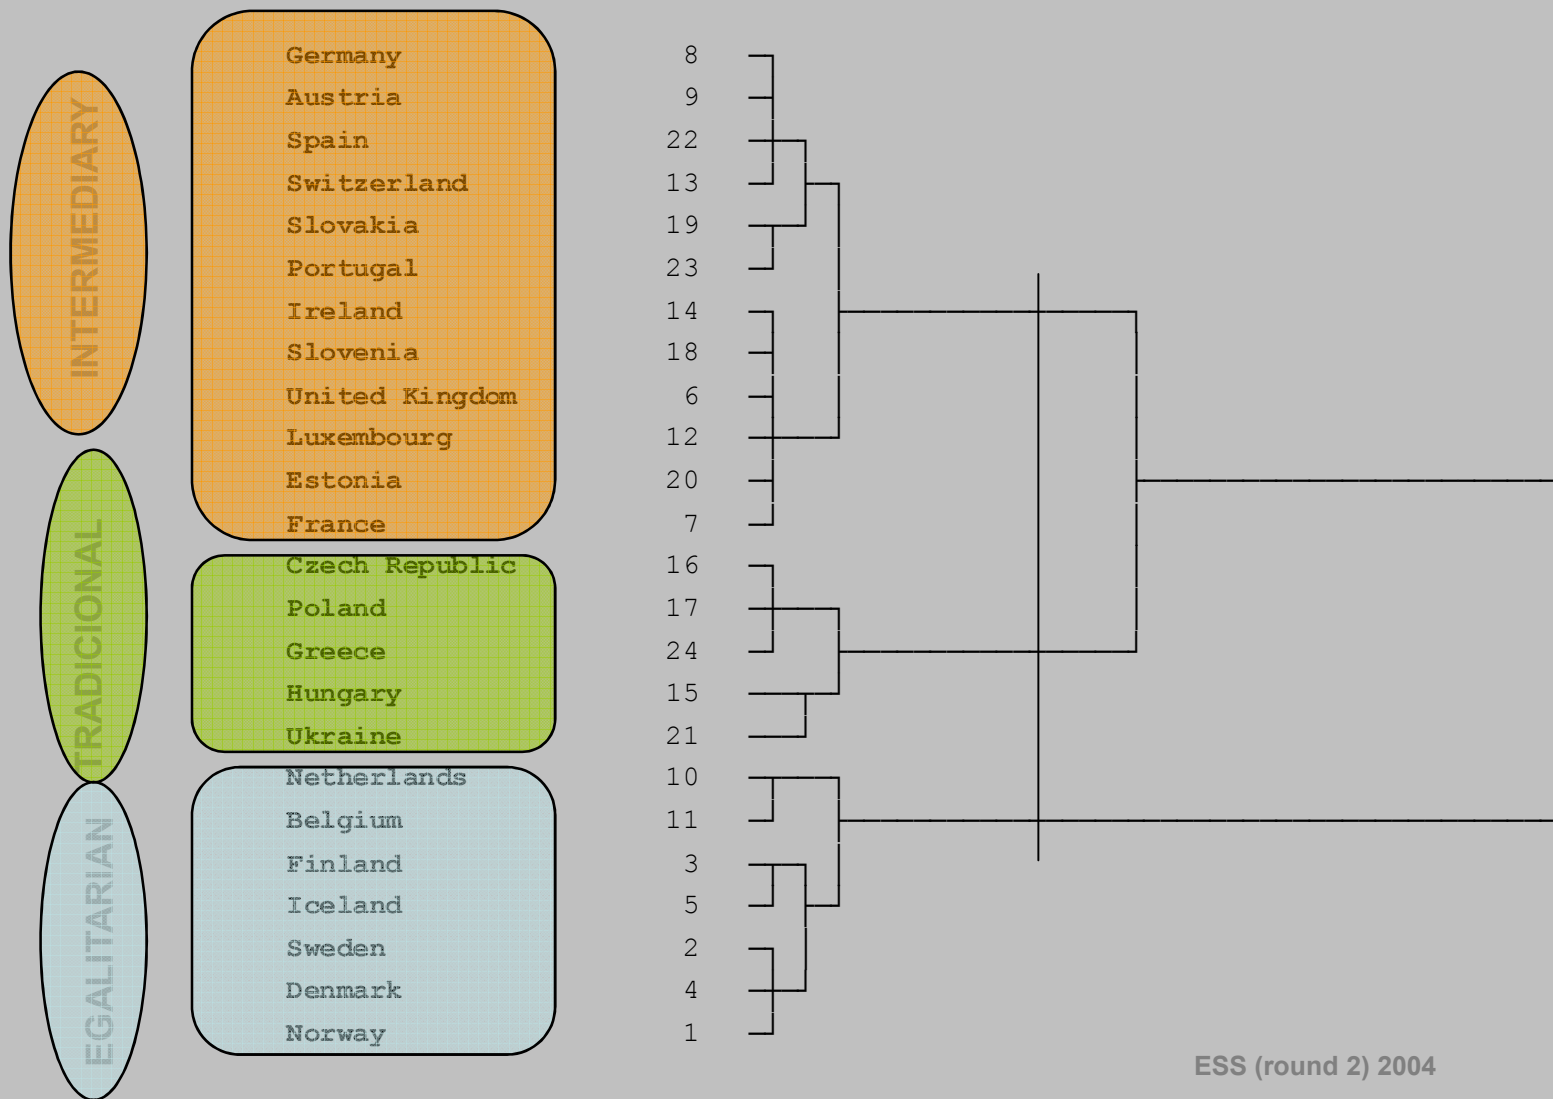 INTERMEDIARY
TRADICIONAL
EGALITARIAN
Germany 8
Austria 9
Spain 22
Switzerland 13
Slovakia 19
Portugal 23
Ireland 14
Slovenia 18
United Kingdom 6
Luxembourg 12
Estonia 20
France 7
Czech Republic 16
Poland 17
Greece 24
Hungary 15
Ukraine 21
Netherlands 10
Belgium 11
Finland 3
Iceland 5
Sweden 2
Denmark 4
Norway 1
ESS (round 2) 2004